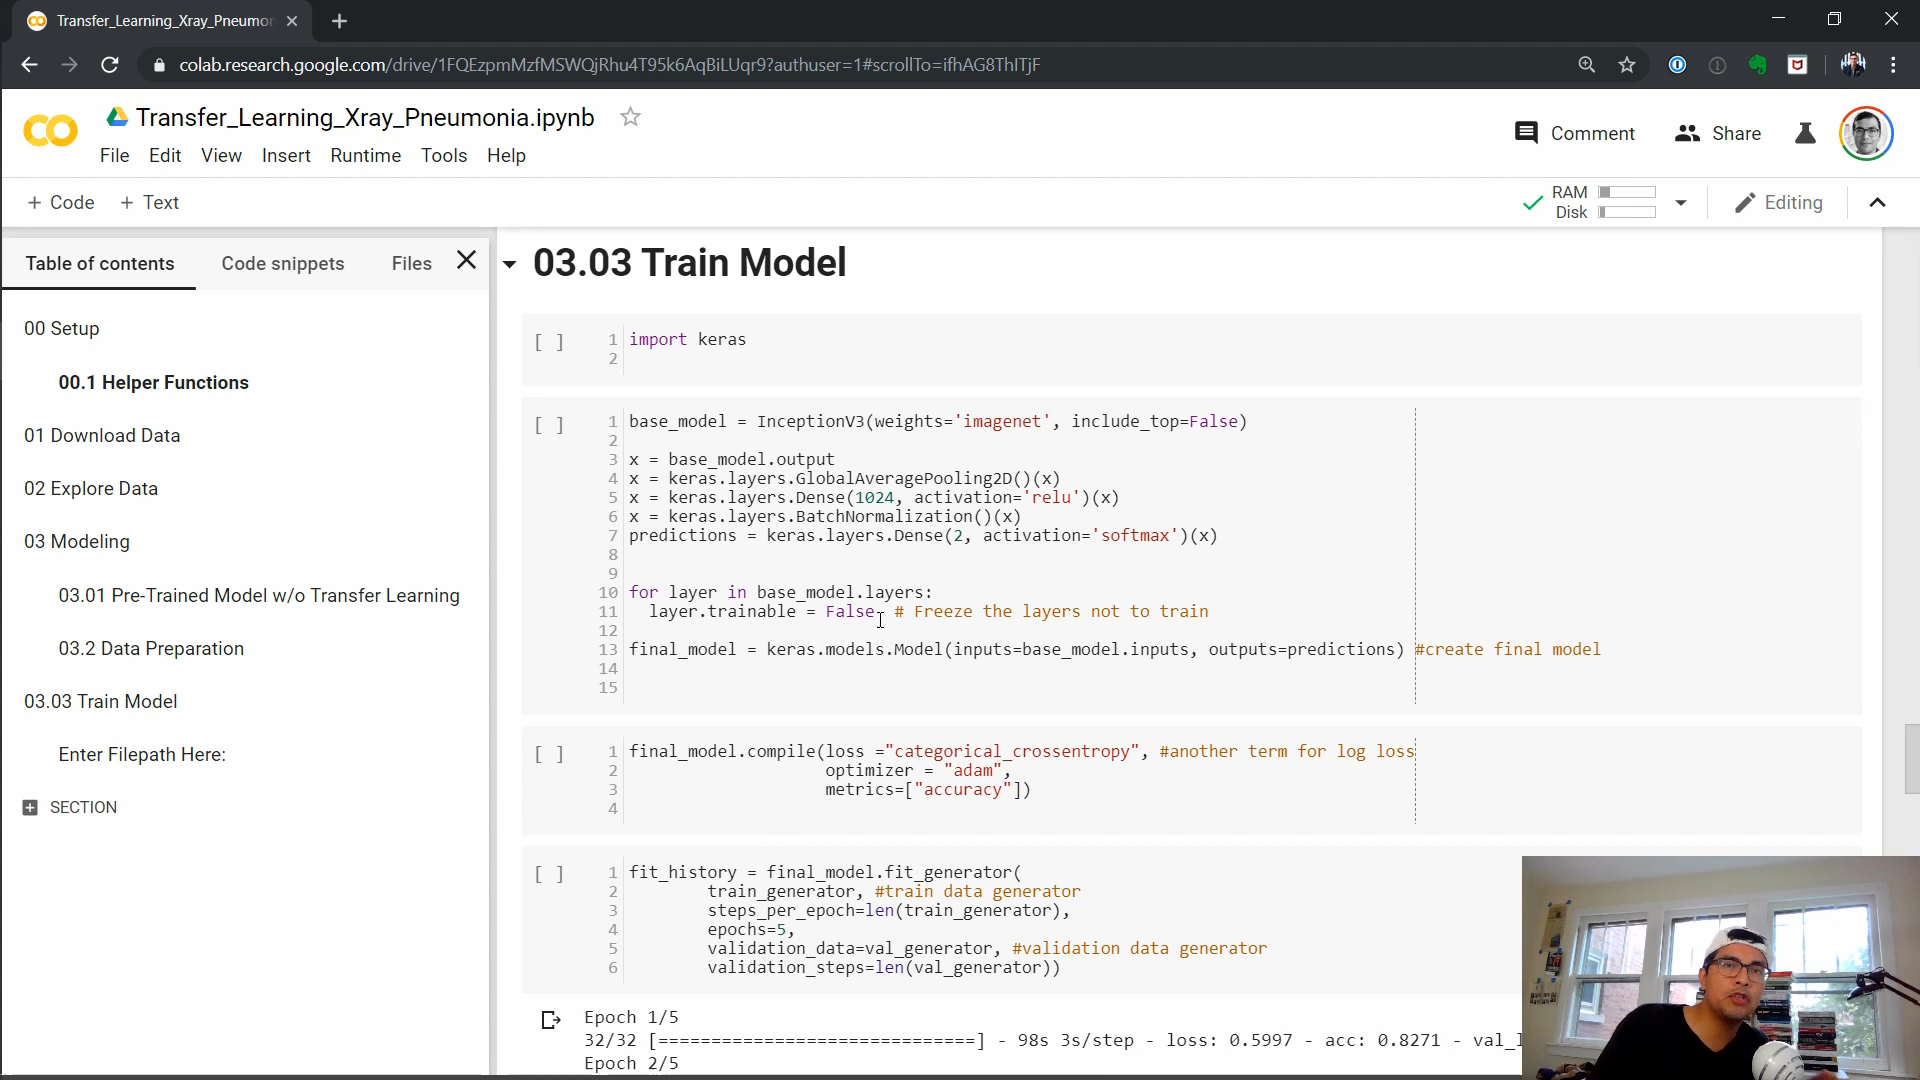 Transfer_Learning_Xray_Pneumon
colab.research.google.com/drive/1FQEzpmMzfMSWQjRhu4T95k6AqBiLUqr9?authuser=1#scrollTo=ifhAG8ThITjF
Transfer_Learning_Xray_Pneumonia.ipynb
Comment
Share
File Edit View Insert Runtime Tools Help
+ Code + Text
RAM
Disk
Editing
Table of contents Code snippets Files
00 Setup
00.1 Helper Functions
01 Download Data
02 Explore Data
03 Modeling
03.01 Pre-Trained Model w/o Transfer Learning
03.2 Data Preparation
03.03 Train Model
Enter Filepath Here:
SECTION
03.03 Train Model
[ ] 1 import keras
2
[ ] 1 base_model = InceptionV3(weights='imagenet', include_top=False)
2
3 x = base_model.output
4 x = keras.layers.GlobalAveragePooling2D()(x)
5 x = keras.layers.Dense(1024, activation='relu')(x)
6 x = keras.layers.BatchNormalization()(x)
7 predictions = keras.layers.Dense(2, activation='softmax')(x)
8
9
10 for layer in base_model.layers:
11 layer.trainable = False # Freeze the layers not to train
12
13 final_model = keras.models.Model(inputs=base_model.inputs, outputs=predictions) #create final model
14
15
[ ] 1 final_model.compile(loss ="categorical_crossentropy", #another term for log loss
2 optimizer = "adam",
3 metrics=["accuracy"])
4
[ ] 1 fit_history = final_model.fit_generator(
2 train_generator, #train data generator
3 steps_per_epoch=len(train_generator),
4 epochs=5,
5 validation_data=val_generator, #validation data generator
6 validation_steps=len(val_generator))
Epoch 1/5
32/32 [==============================] - 98s 3s/step - loss: 0.5997 - acc: 0.8271 - val_l
Epoch 2/5